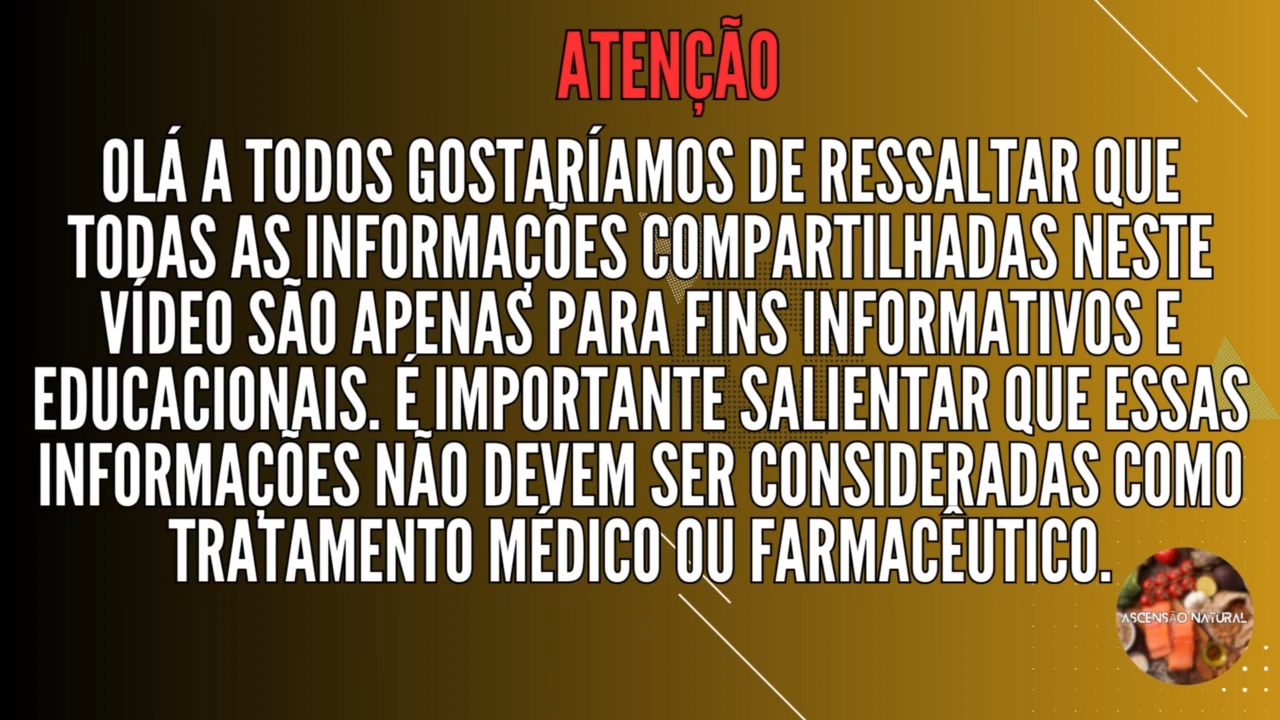 ATENÇÃO
OLÁ A TODOS GOSTARÍAMOS DE RESSALTAR QUE
TODAS AS INFORMAÇÕES COMPARTILHADAS NESTE
VÍDEO SÃO APENAS PARA FINS INFORMATIVOS E
EDUCACIONAIS. É IMPORTANTE SALIENTAR QUE ESSAS
INFORMAÇÕES NÃO DEVEM SER CONSIDERADAS COMO
TRATAMENTO MÉDICO OU FARMACÊUTICO.
ASCENSÃO NATURAL